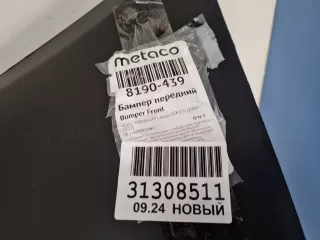 metaco
8190-439
Бампер передний
Bumper Front
31308511
09.24 НОВЫЙ